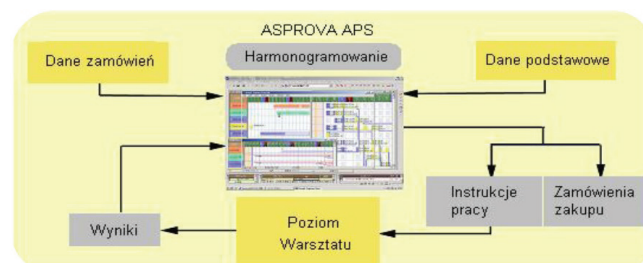 ASPROVA APS
Harmonogramowanie
Dane zamówień
Dane podstawowe
Instrukcje
pracy
Zamówienia
zakupu
Poziom
Warsztatu
Wyniki